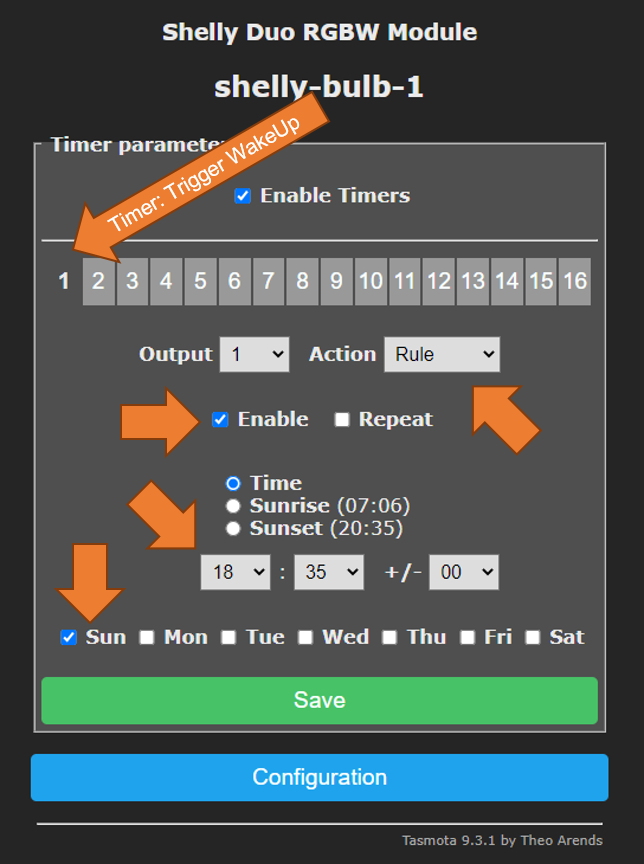 Shelly Duo RGBW Module
shelly-bulb-1
Timer parameter
Timer: Trigger WakeUp
Enable Timers
1 2 3 4 5 6 7 8 9 10 11 12 13 14 15 16
Output 1 Action Rule
Enable Repeat
Time
Sunrise (07:06)
Sunset (20:35)
18 : 35 +/- 00
Sun Mon Tue Wed Thu Fri Sat
Save
Configuration
Tasmota 9.3.1 by Theo Arends